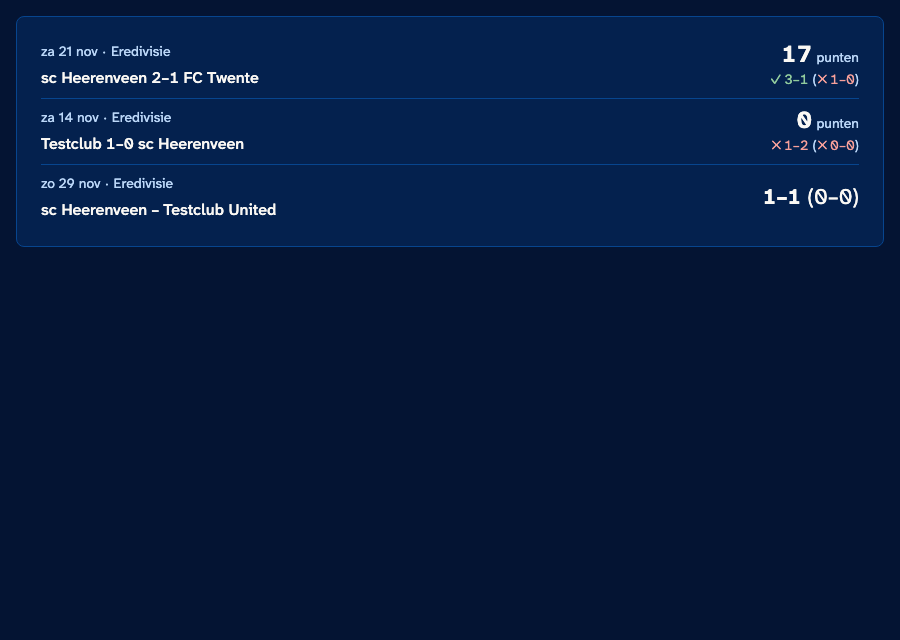 za 21 nov · Eredivisie
17 punten
sc Heerenveen 2–1 FC Twente
✓ 3–1 (✕ 1–0)
za 14 nov · Eredivisie
0 punten
Testclub 1–0 sc Heerenveen
✕ 1–2 (✕ 0–0)
zo 29 nov · Eredivisie
sc Heerenveen – Testclub United
1–1 (0–0)